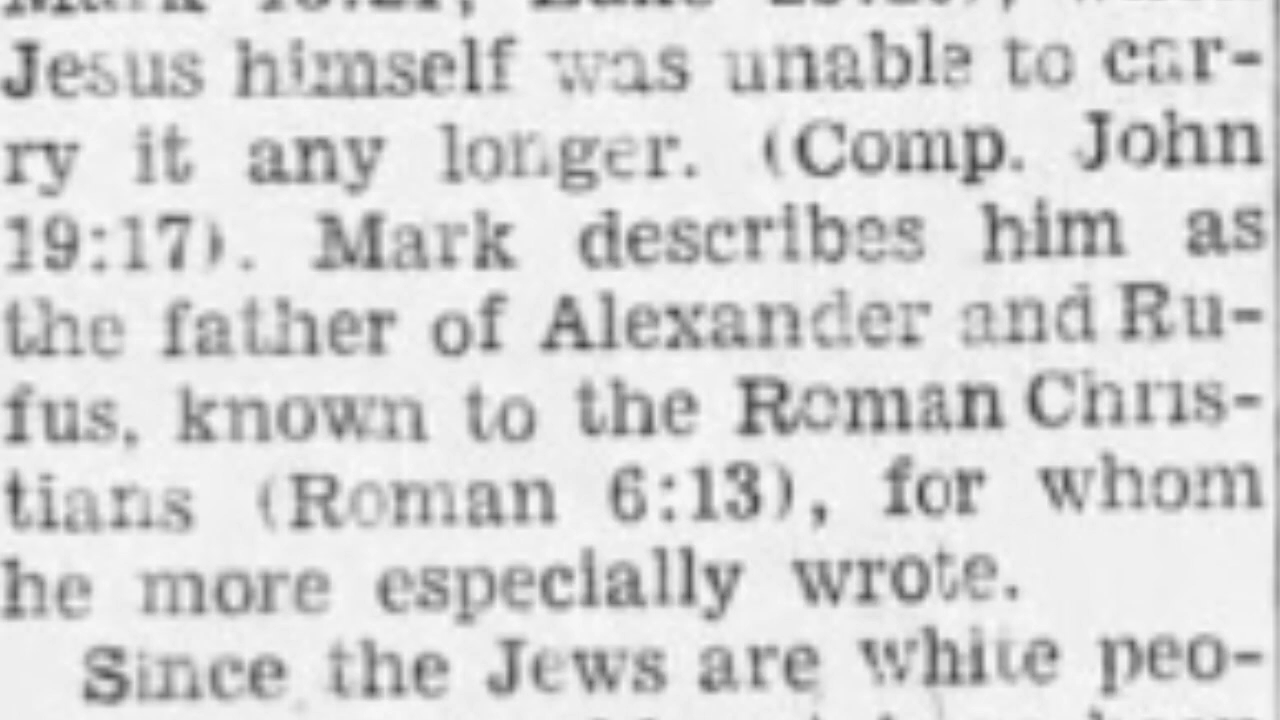 Jesus himself was unable to car-
ry it any longer. (Comp. John
19:17). Mark describes him as
the father of Alexander and Ru-
fus, known to the Roman Chris-
tians (Roman 6:13), for whom
he more especially wrote.
Since the Jews are white peo-